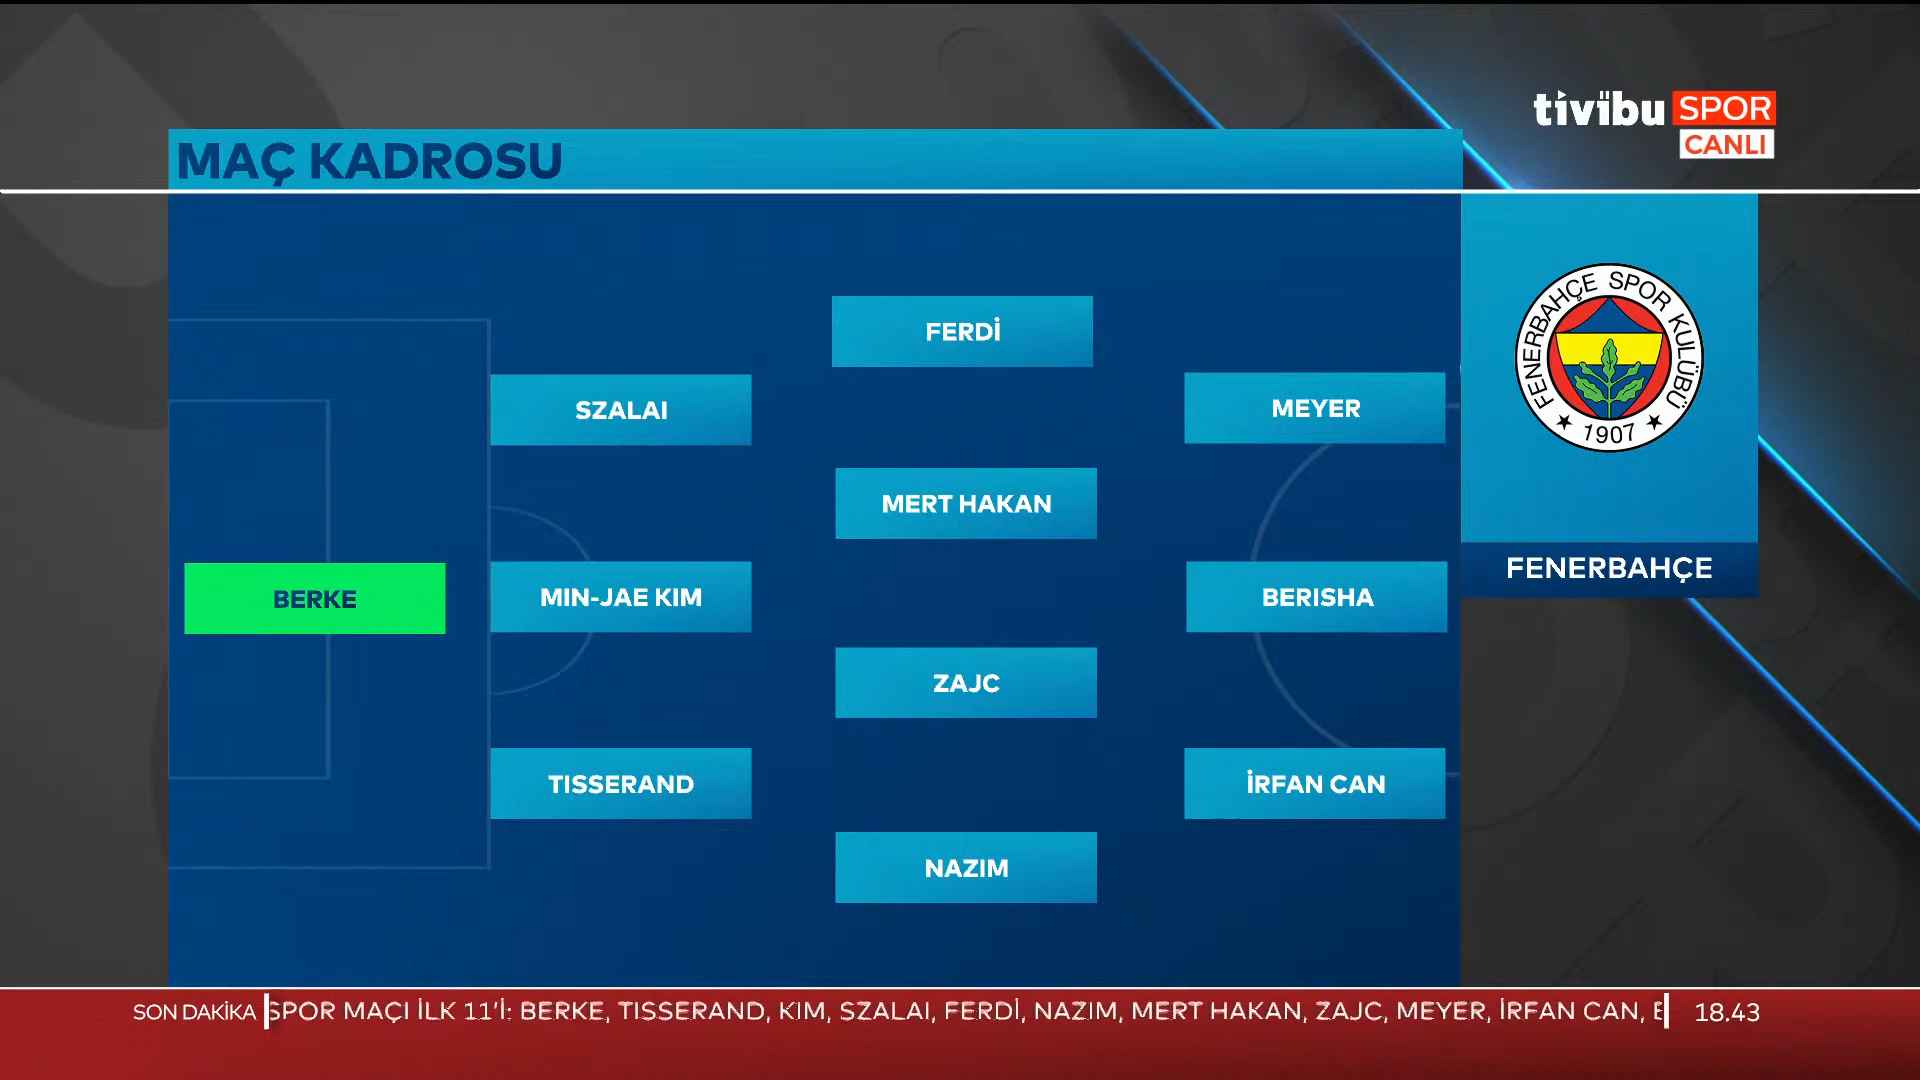 tivibu SPOR
CANLI
MAÇ KADROSU
FERDİ
SZALAI
MEYER
MERT HAKAN
BERKE
MIN-JAE KIM
BERISHA
ZAJC
TISSERAND
İRFAN CAN
NAZIM
FENERBAHÇE SPOR KULÜBÜ
★ 1907 ★
FENERBAHÇE
SON DAKİKA
SPOR MAÇI İLK 11'İ: BERKE, TISSERAND, KIM, SZALAI, FERDİ, NAZIM, MERT HAKAN, ZAJC, MEYER, İRFAN CAN,
18.43